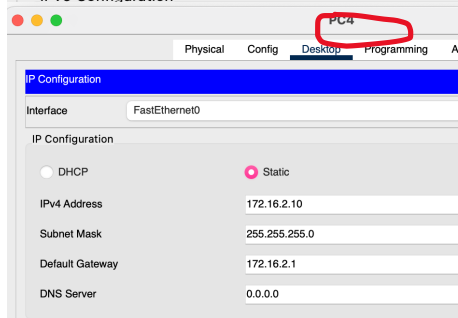 PC4
Physical Config Desktop Programming A
IP Configuration
Interface FastEthernet0
IP Configuration
DHCP Static
IPv4 Address 172.16.2.10
Subnet Mask 255.255.255.0
Default Gateway 172.16.2.1
DNS Server 0.0.0.0